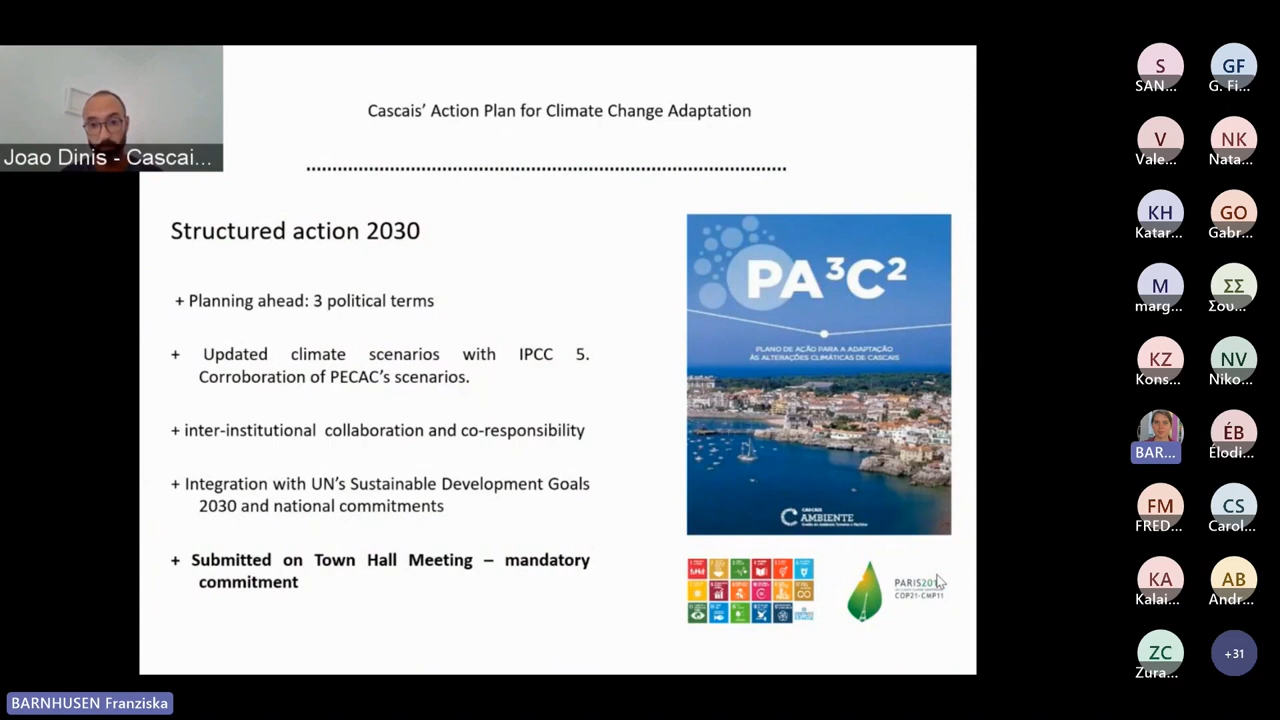 Joao Dinis - Cascai...
Cascais' Action Plan for Climate Change Adaptation
Structured action 2030
+ Planning ahead: 3 political terms
+ Updated climate scenarios with IPCC 5.
Corroboration of PECAC's scenarios.
+ inter-institutional collaboration and co-responsibility
+ Integration with UN's Sustainable Development Goals
2030 and national commitments
+ Submitted on Town Hall Meeting – mandatory
commitment
PA³C²
PLANO DE AÇÃO PARA A ADAPTAÇÃO
ÀS ALTERAÇÕES CLIMÁTICAS DE CASCAIS
CASCAIS
AMBIENTE
PARIS201
COP21·CMP11
S
SAN...
GF
G. Fi...
V
Vale...
NK
Nata...
KH
Katar...
GO
Gabr...
M
marg...
ΣΣ
Σου...
KZ
Kons...
NV
Niko...
BAR...
ÉB
Élodi...
FM
FRED...
CS
Carol...
KA
Kalai...
AB
Andr...
ZC
Zura...
+31
BARNHUSEN Franziska